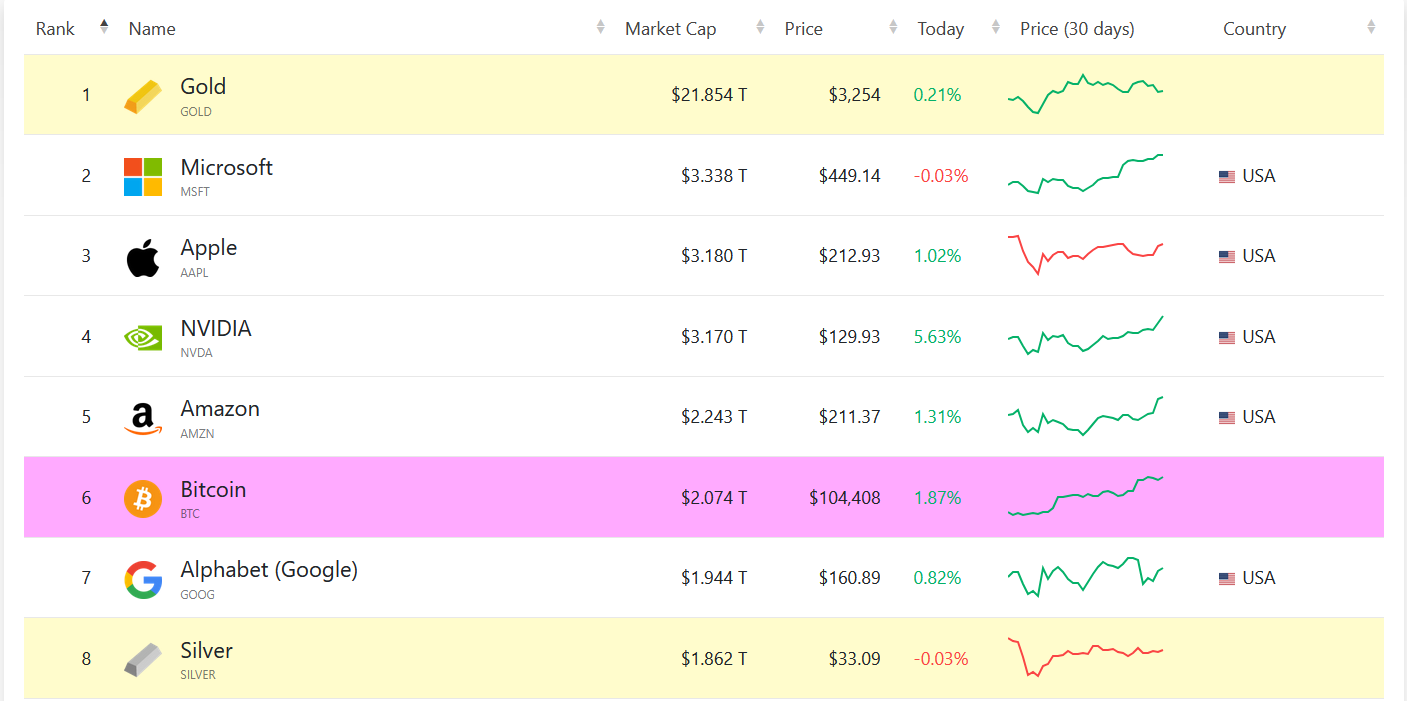 Rank Name Market Cap Price Today Price (30 days) Country
1 Gold $21.854 T $3,254 0.21%
GOLD
2 Microsoft $3.338 T $449.14 -0.03% USA
MSFT
3 Apple $3.180 T $212.93 1.02% USA
AAPL
4 NVIDIA $3.170 T $129.93 5.63% USA
NVDA
5 Amazon $2.243 T $211.37 1.31% USA
AMZN
6 Bitcoin $2.074 T $104,408 1.87%
BTC
7 Alphabet (Google) $1.944 T $160.89 0.82% USA
GOOG
8 Silver $1.862 T $33.09 -0.03%
SILVER